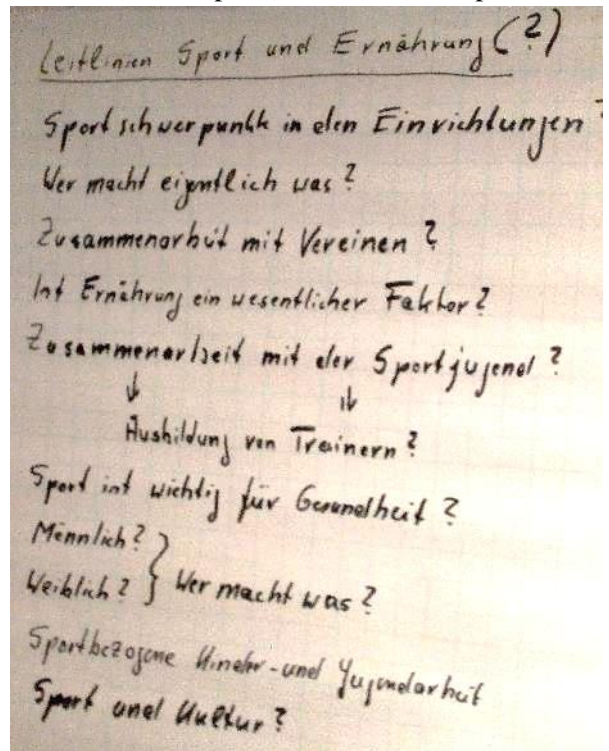 Leitlinien Sport und Ernährung (?)
Sportschwerpunkte in den Einrichtungen ?
Wer macht eigentlich was ?
Zusammenarbeit mit Vereinen ?
Ist Ernährung ein wesentlicher Faktor ?
Zusammenarbeit mit der Sportjugend ?
↓ ↓
Ausbildung von Trainern ?
Sport ist wichtig für Gesundheit ?
Männlich ?
Weiblich ? } Wer macht was ?
Sportbezogene Kinder- und Jugendarbeit
Sport und Kultur ?